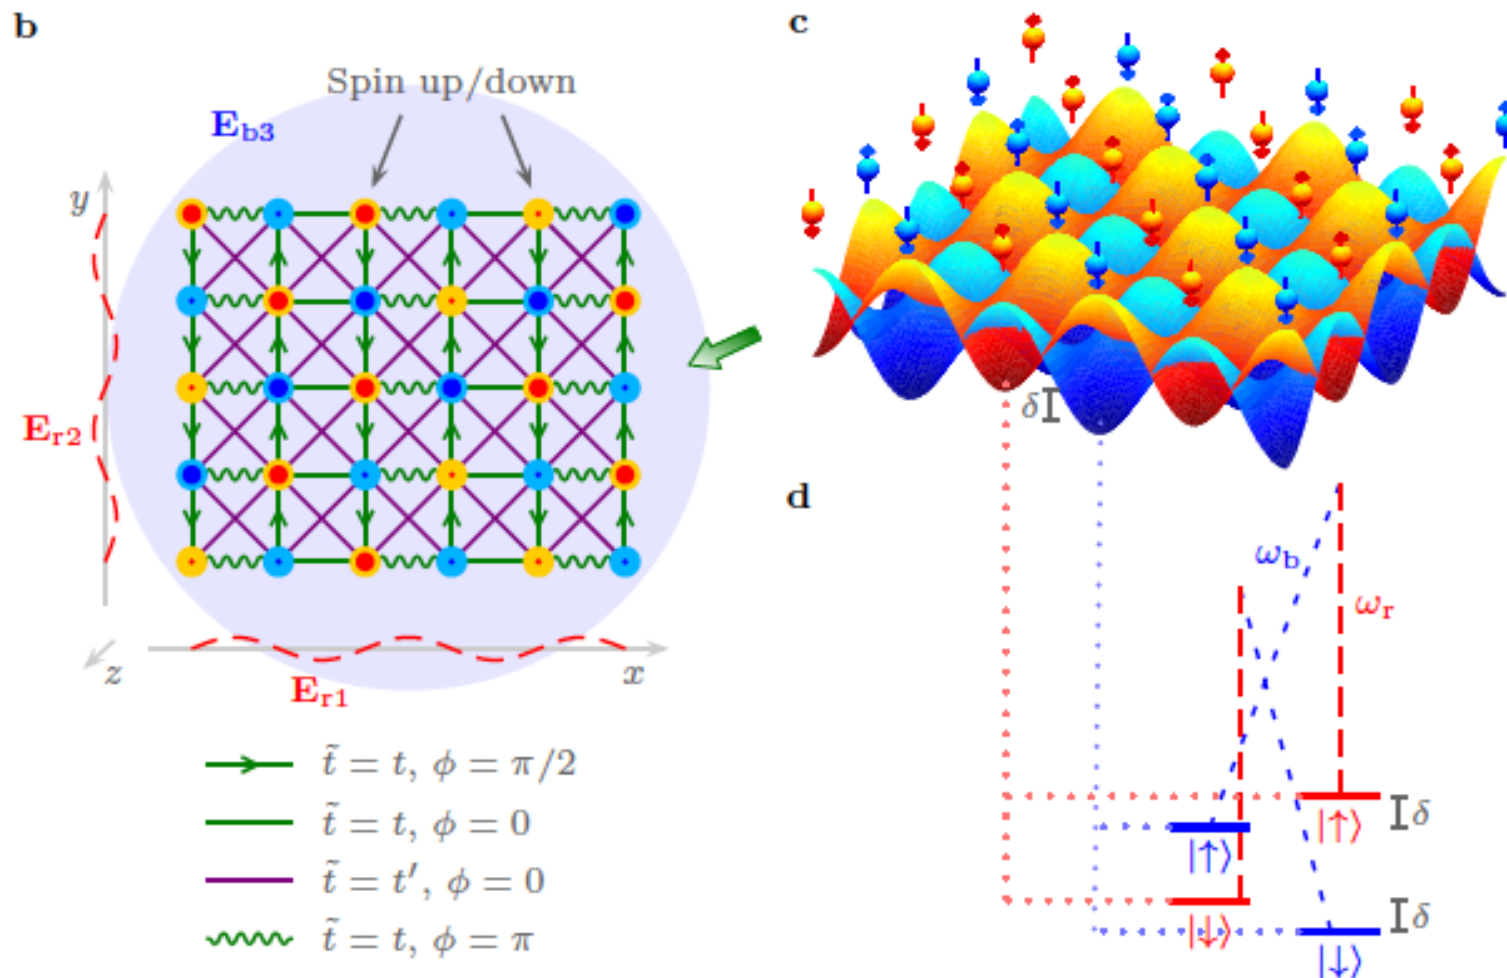 b
Spin up/down
E_b3
y
E_r2
z
E_r1
x
t̃ = t, ϕ = π/2
t̃ = t, ϕ = 0
t̃ = t′, ϕ = 0
t̃ = t, ϕ = π
c
δ
d
ω_b
ω_r
|↑⟩
δ
|↑⟩
|↓⟩
δ
|↓⟩